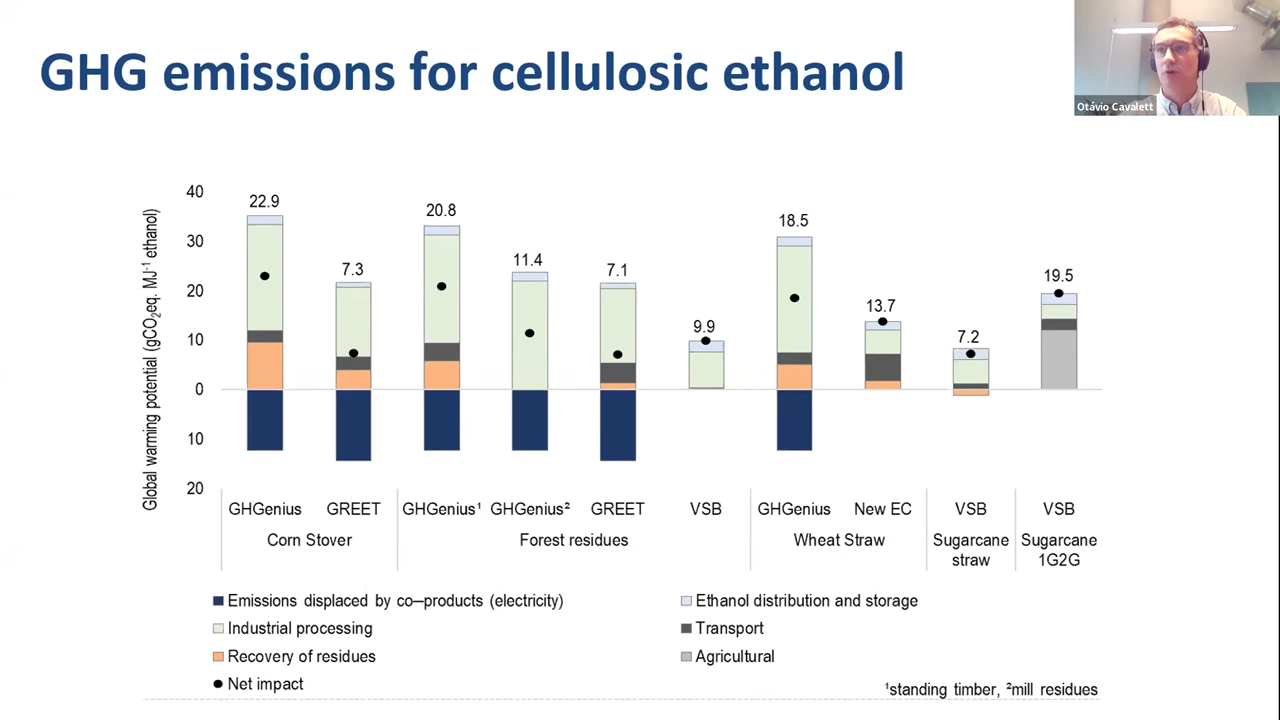 GHG emissions for cellulosic ethanol
Otávio Cavalett
Global warming potential (gCO₂eq. MJ⁻¹ ethanol)
40
30
20
10
0
10
20
22.9
7.3
20.8
11.4
7.1
9.9
18.5
13.7
7.2
19.5
GHGenius GREET GHGenius¹ GHGenius² GREET VSB GHGenius New EC VSB VSB
Corn Stover Forest residues Wheat Straw Sugarcane Sugarcane
straw 1G2G
Emissions displaced by co–products (electricity) Ethanol distribution and storage
Industrial processing Transport
Recovery of residues Agricultural
Net impact
¹standing timber, ²mill residues